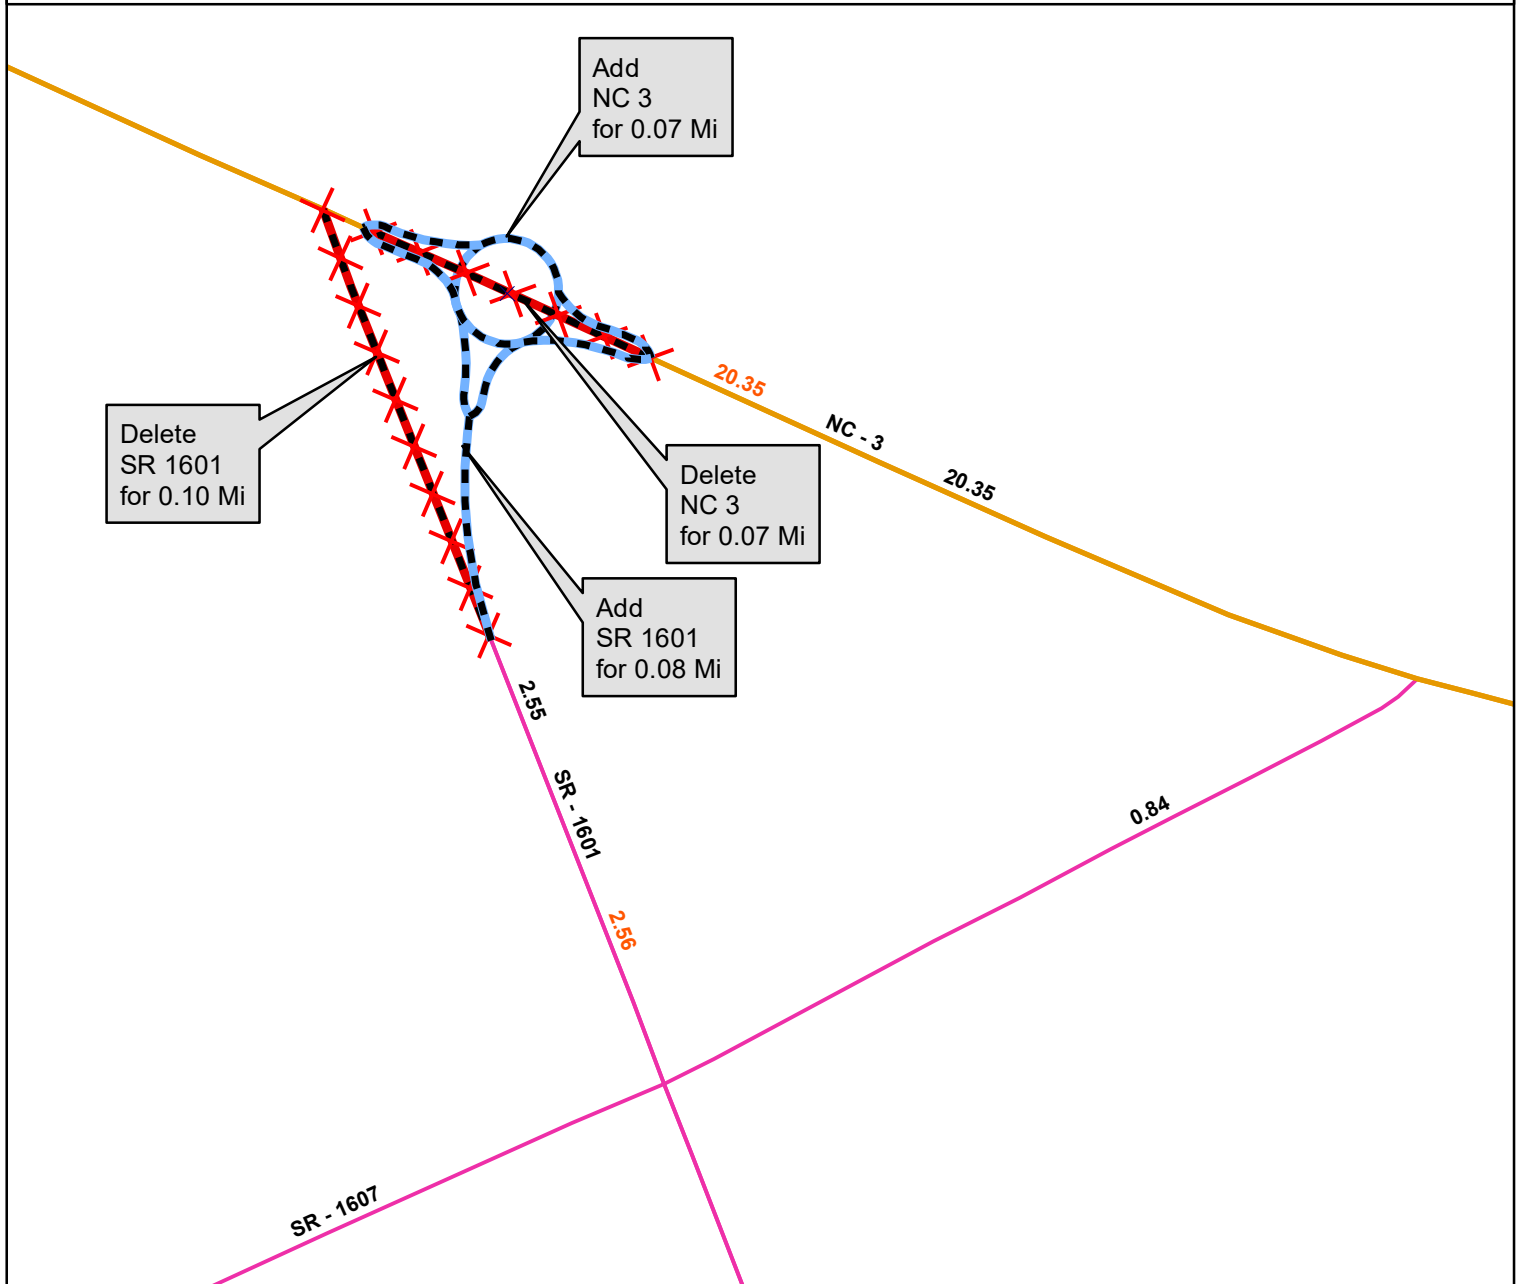 Add
NC 3
for 0.07 Mi
Delete
SR 1601
for 0.10 Mi
20.35
NC - 3
20.35
Delete
NC 3
for 0.07 Mi
Add
SR 1601
for 0.08 Mi
2.55
SR - 1601
2.56
0.84
SR - 1607